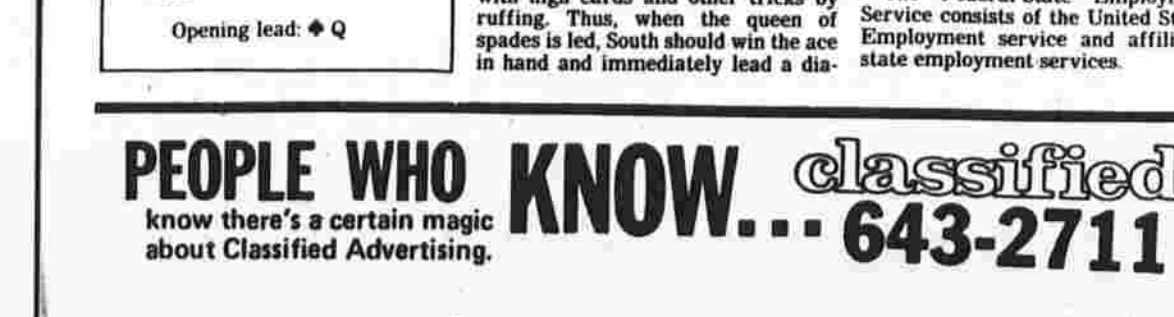 Opening lead: ♠ Q
ruffing. Thus, when the queen of
spades is led, South should win the ace
in hand and immediately lead a dia-
Service consists of the United
Employment service and
state employment services.
PEOPLE WHO KNOW... classified
know there's a certain magic
about Classified Advertising.
643-2711